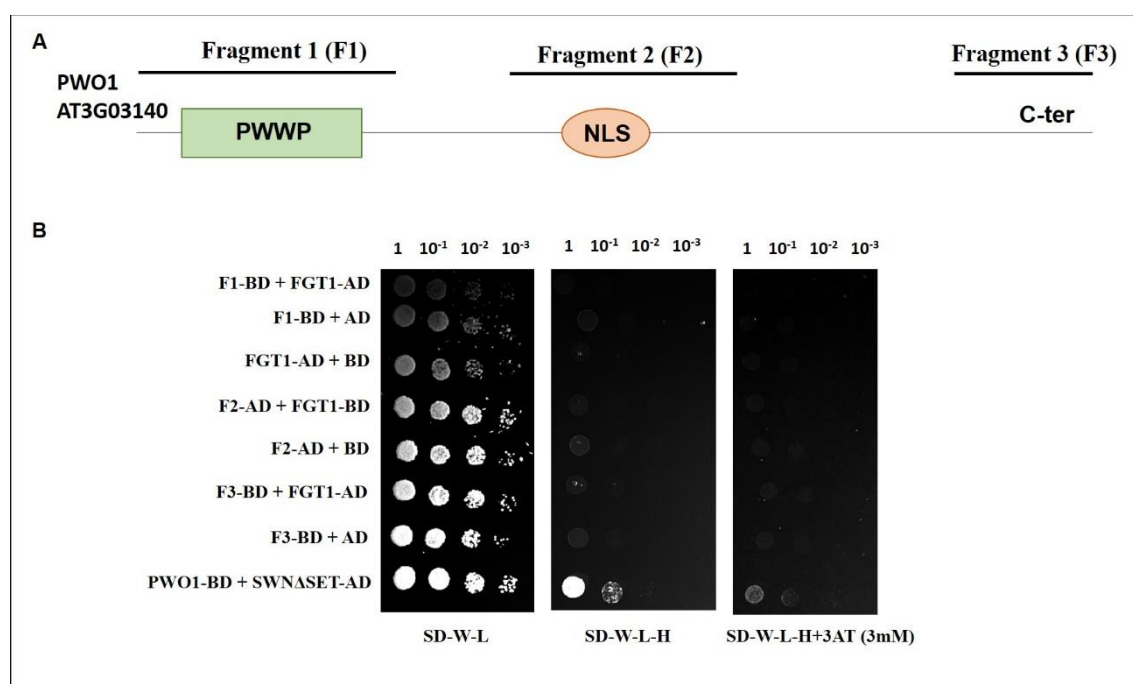 A
Fragment 1 (F1)
Fragment 2 (F2)
Fragment 3 (F3)
PWO1
AT3G03140
PWWP
NLS
C-ter
B
1 10⁻¹ 10⁻² 10⁻³ 1 10⁻¹ 10⁻² 10⁻³ 1 10⁻¹ 10⁻² 10⁻³
F1-BD + FGT1-AD
F1-BD + AD
FGT1-AD + BD
F2-AD + FGT1-BD
F2-AD + BD
F3-BD + FGT1-AD
F3-BD + AD
PWO1-BD + SWNΔSET-AD
SD-W-L SD-W-L-H SD-W-L-H+3AT (3mM)